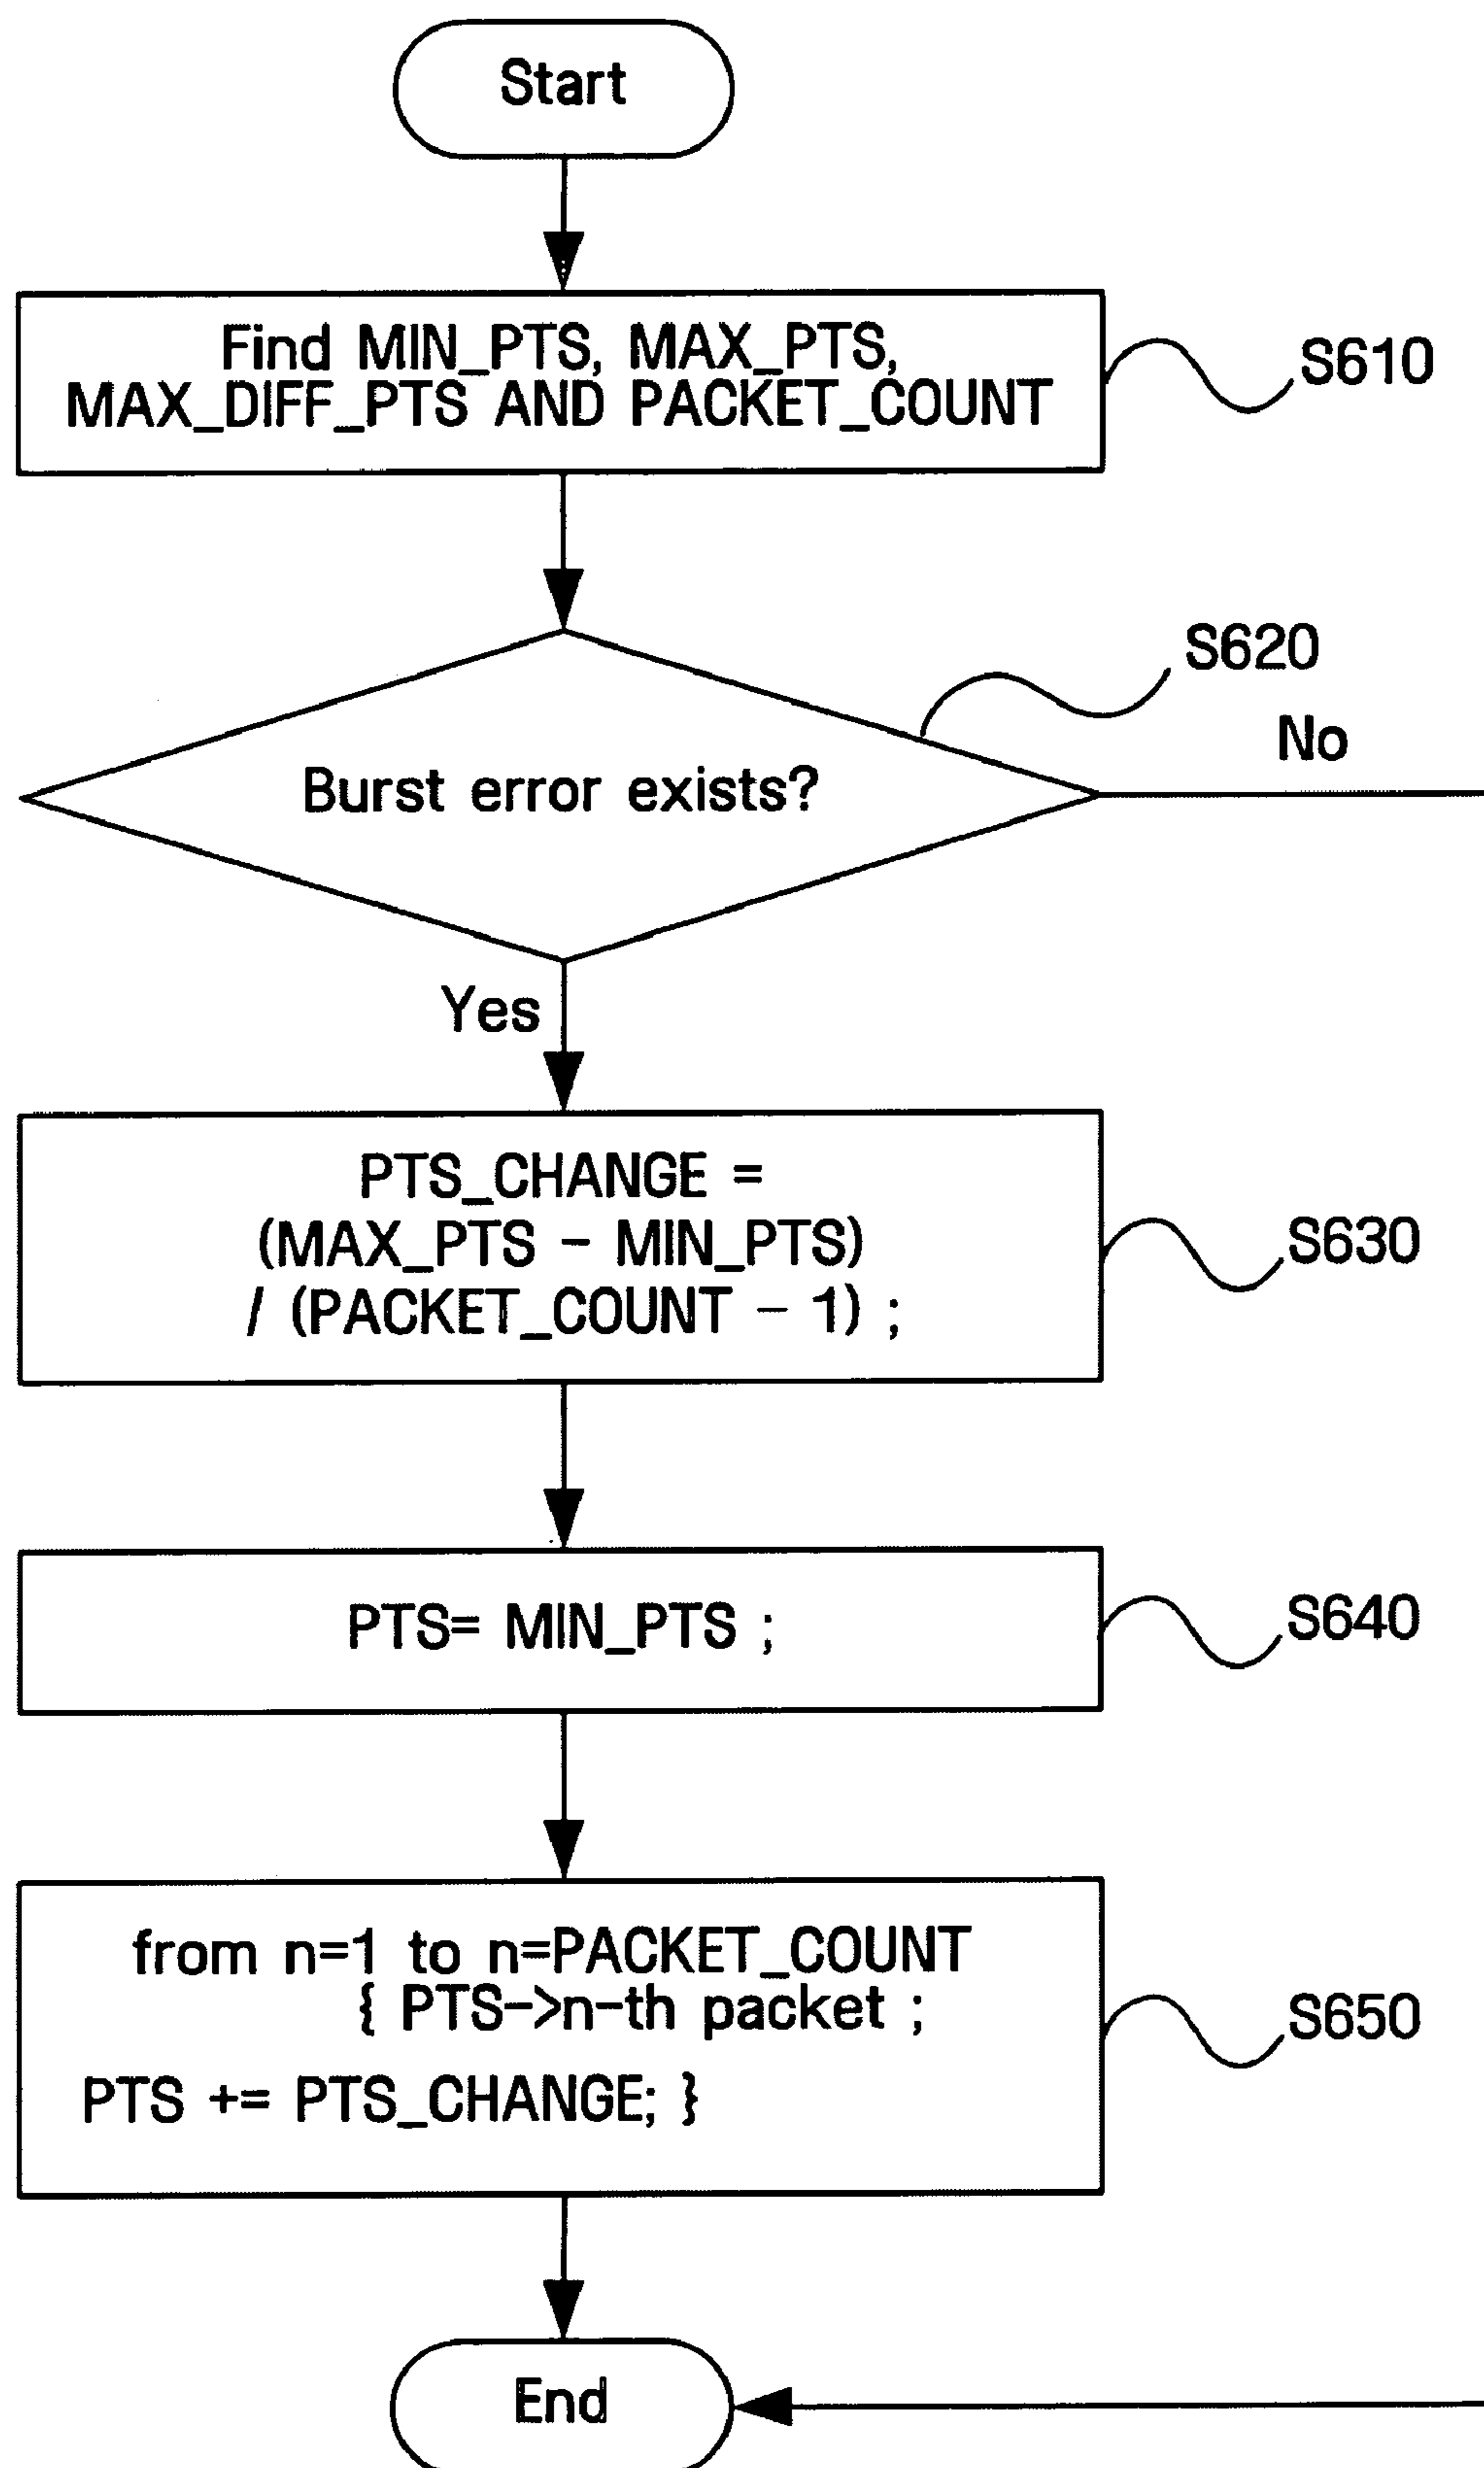 Start
Find MIN_PTS, MAX_PTS,
MAX_DIFF_PTS AND PACKET_COUNT
S610
S620
No
Burst error exists?
Yes
PTS_CHANGE =
(MAX_PTS - MIN_PTS)
/ (PACKET_COUNT - 1) ;
S630
PTS= MIN_PTS ;
S640
from n=1 to n=PACKET_COUNT
{ PTS->n-th packet ;
PTS += PTS_CHANGE; }
S650
End